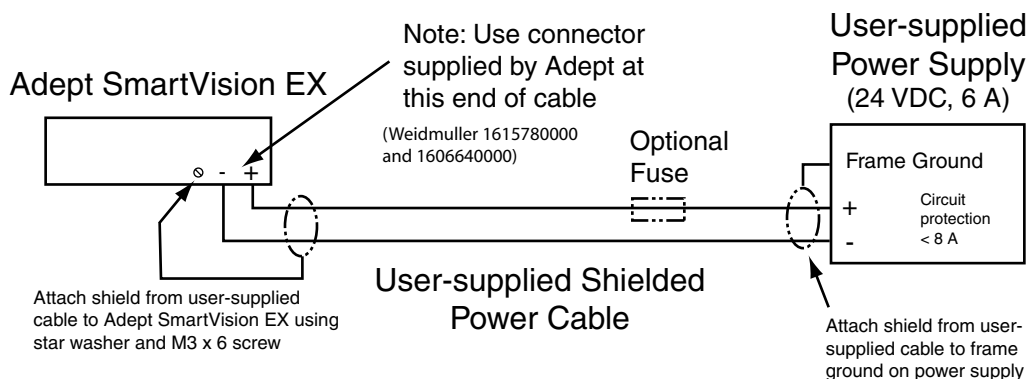 Adept SmartVision EX
Note: Use connector
supplied by Adept at
this end of cable
(Weidmuller 1615780000
and 1606640000)
User-supplied
Power Supply
(24 VDC, 6 A)
Optional
Fuse
Frame Ground
- +
+
-
Circuit
protection
< 8 A
User-supplied Shielded
Power Cable
Attach shield from user-supplied
cable to Adept SmartVision EX using
star washer and M3 x 6 screw
Attach shield from user-
supplied cable to frame
ground on power supply